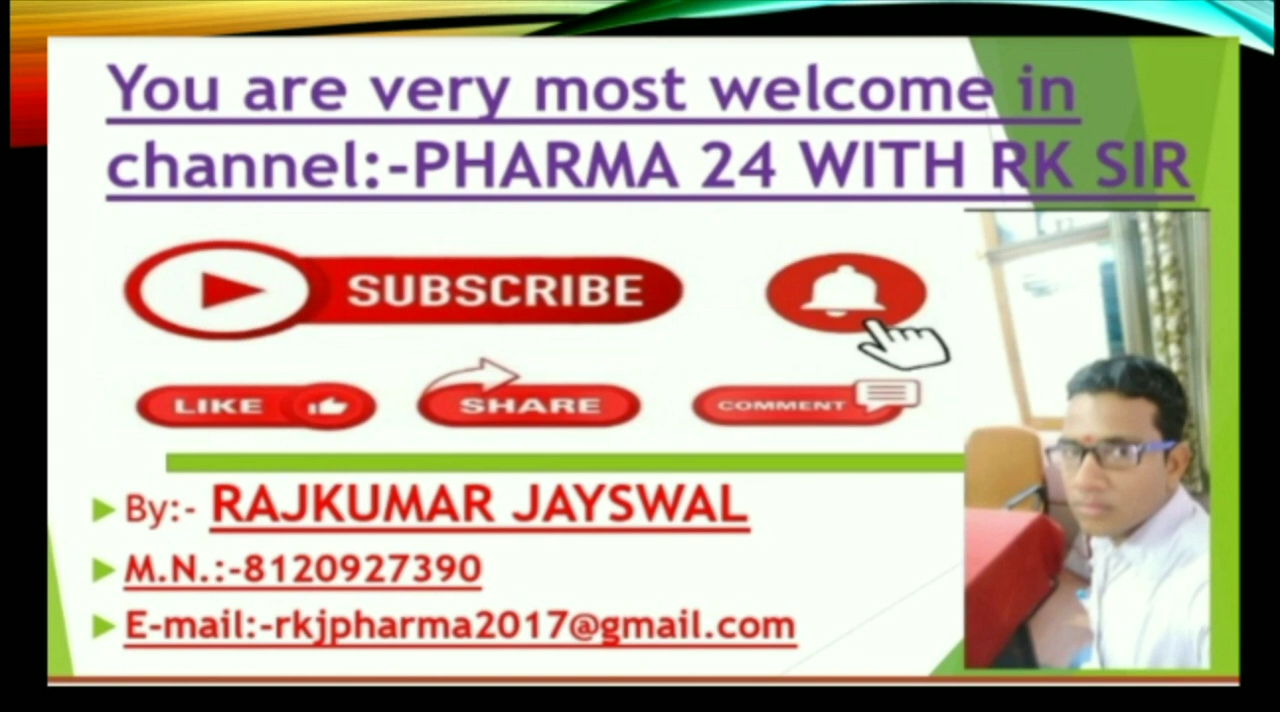 You are very most welcome in
channel:-PHARMA 24 WITH RK SIR
SUBSCRIBE
LIKE
SHARE
COMMENT
By:- RAJKUMAR JAYSWAL
M.N.:-8120927390
E-mail:-rkjpharma2017@gmail.com